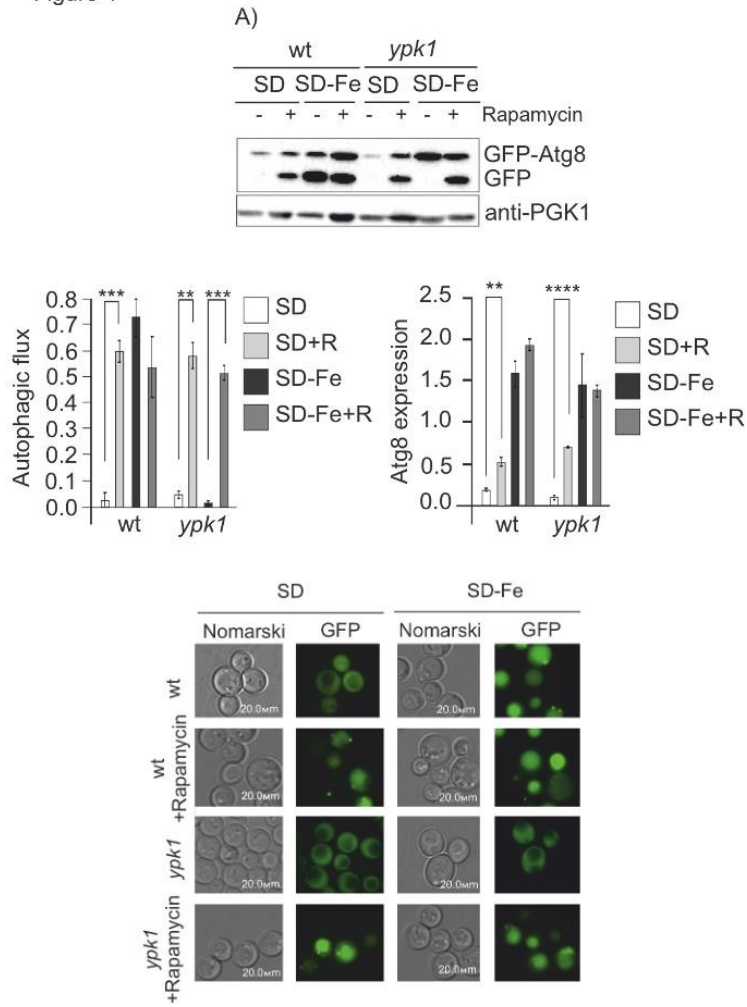 A)
wt ypk1
SD SD-Fe SD SD-Fe
- + - + - + - + Rapamycin
GFP-Atg8
GFP
anti-PGK1
Autophagic flux
0.8
0.7
0.6
0.5
0.4
0.3
0.2
0.1
0.0
*** ** ***
wt ypk1
SD
SD+R
SD-Fe
SD-Fe+R
Atg8 expression
2.5
2.0
1.5
1.0
0.5
0.0
** ****
wt ypk1
SD
SD+R
SD-Fe
SD-Fe+R
SD SD-Fe
Nomarski GFP Nomarski GFP
wt
20.0мm 20.0мm
wt
+Rapamycin
20.0мm 20.0мm
ypk1
20.0мm 20.0мm
ypk1
+Rapamycin
20.0мm 20.0мm